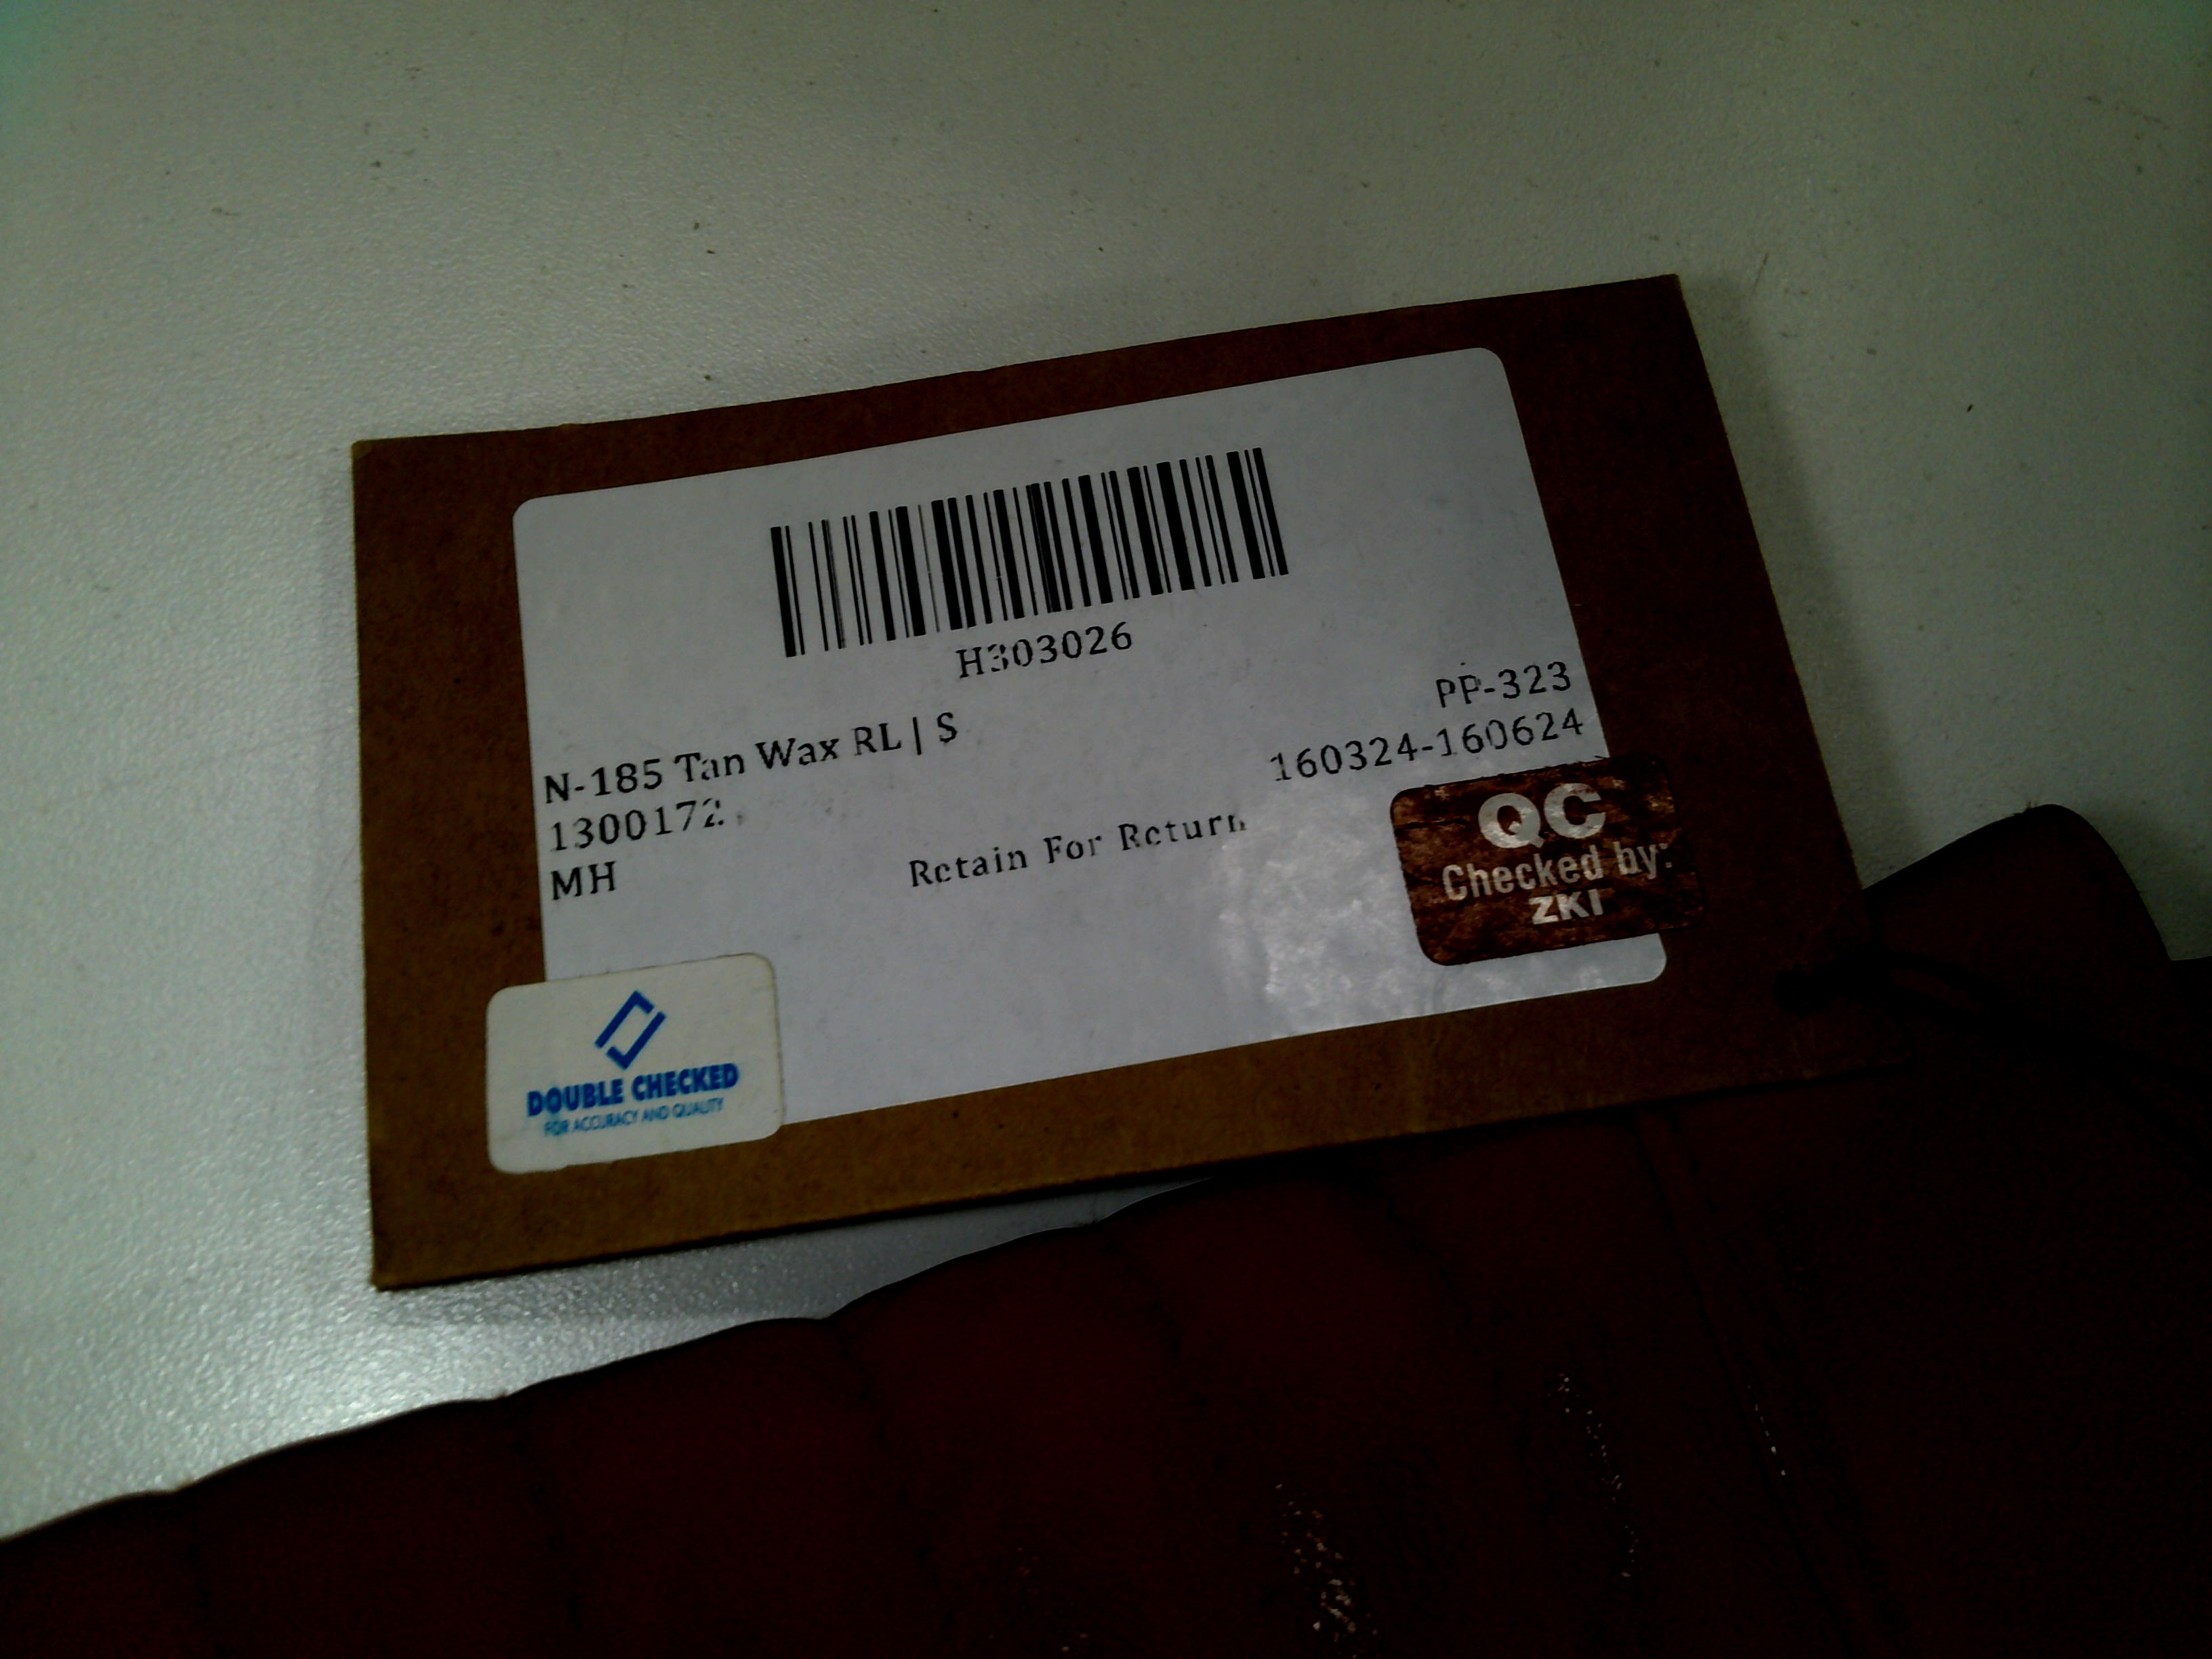 H303026
PP-323
N-185 Tan Wax RL | S
160324-160624
1300172
MH
Retain For Return
QC
Checked by:
ZKI
DOUBLE CHECKED
FOR ACCURACY AND QUALITY